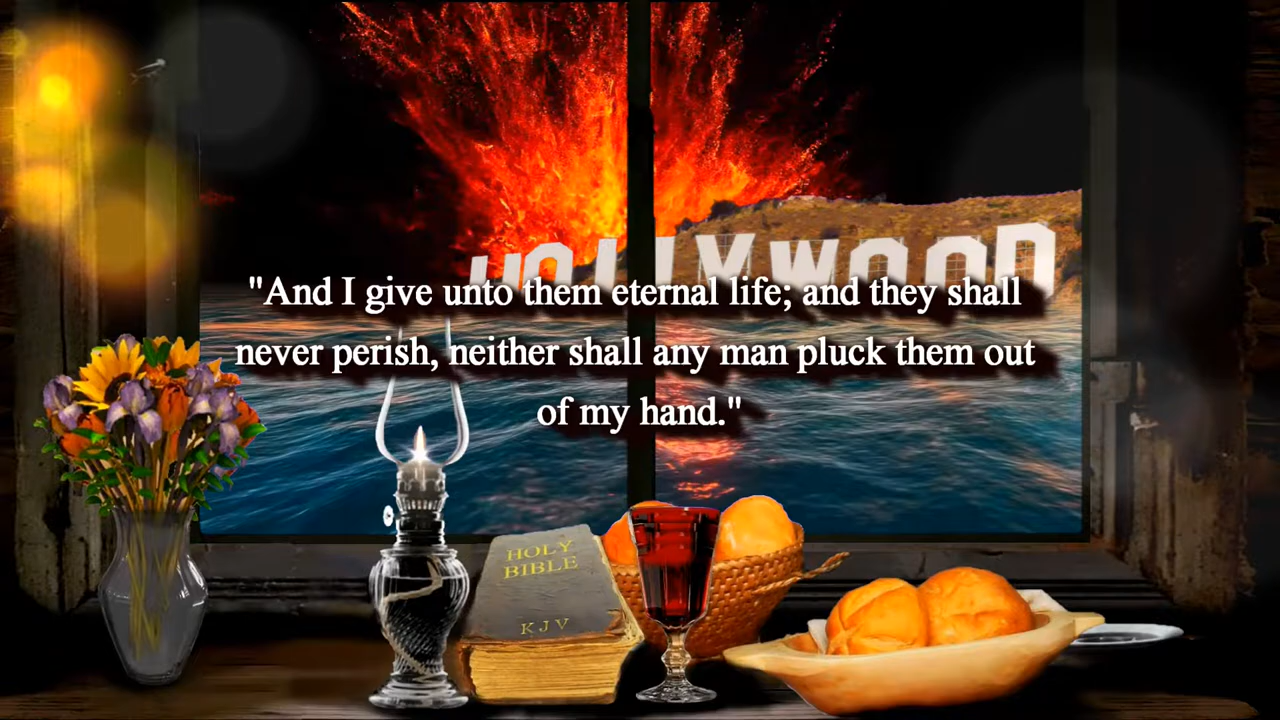 HOLLYWOOD
"And I give unto them eternal life; and they shall
never perish, neither shall any man pluck them out
of my hand."
HOLY
BIBLE
KJV